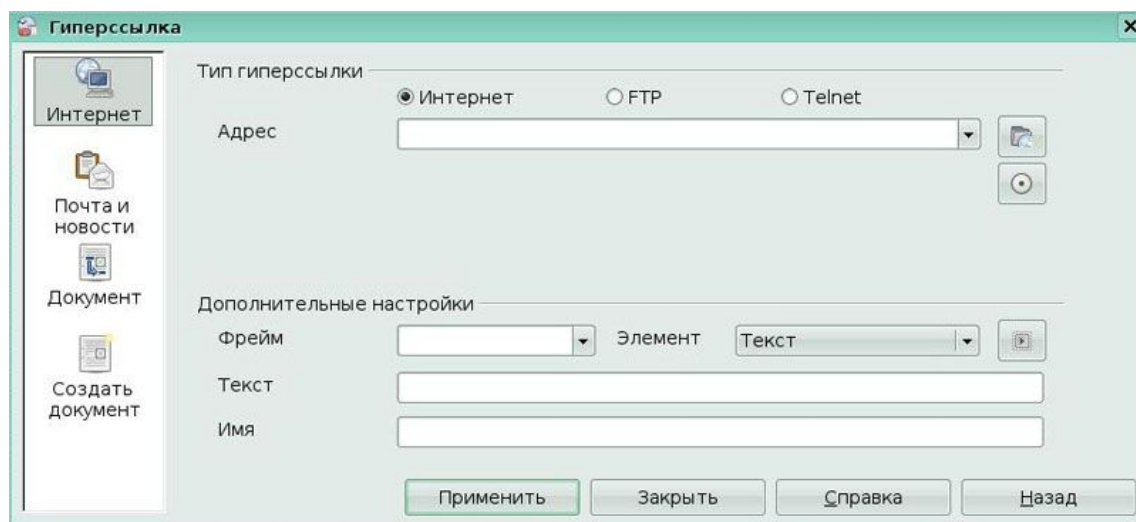 Гиперссылка
Интернет
Почта и
новости
Документ
Создать
документ
Тип гиперссылки
Интернет FTP Telnet
Адрес
Дополнительные настройки
Фрейм Элемент Текст
Текст
Имя
Применить Закрыть Справка Назад